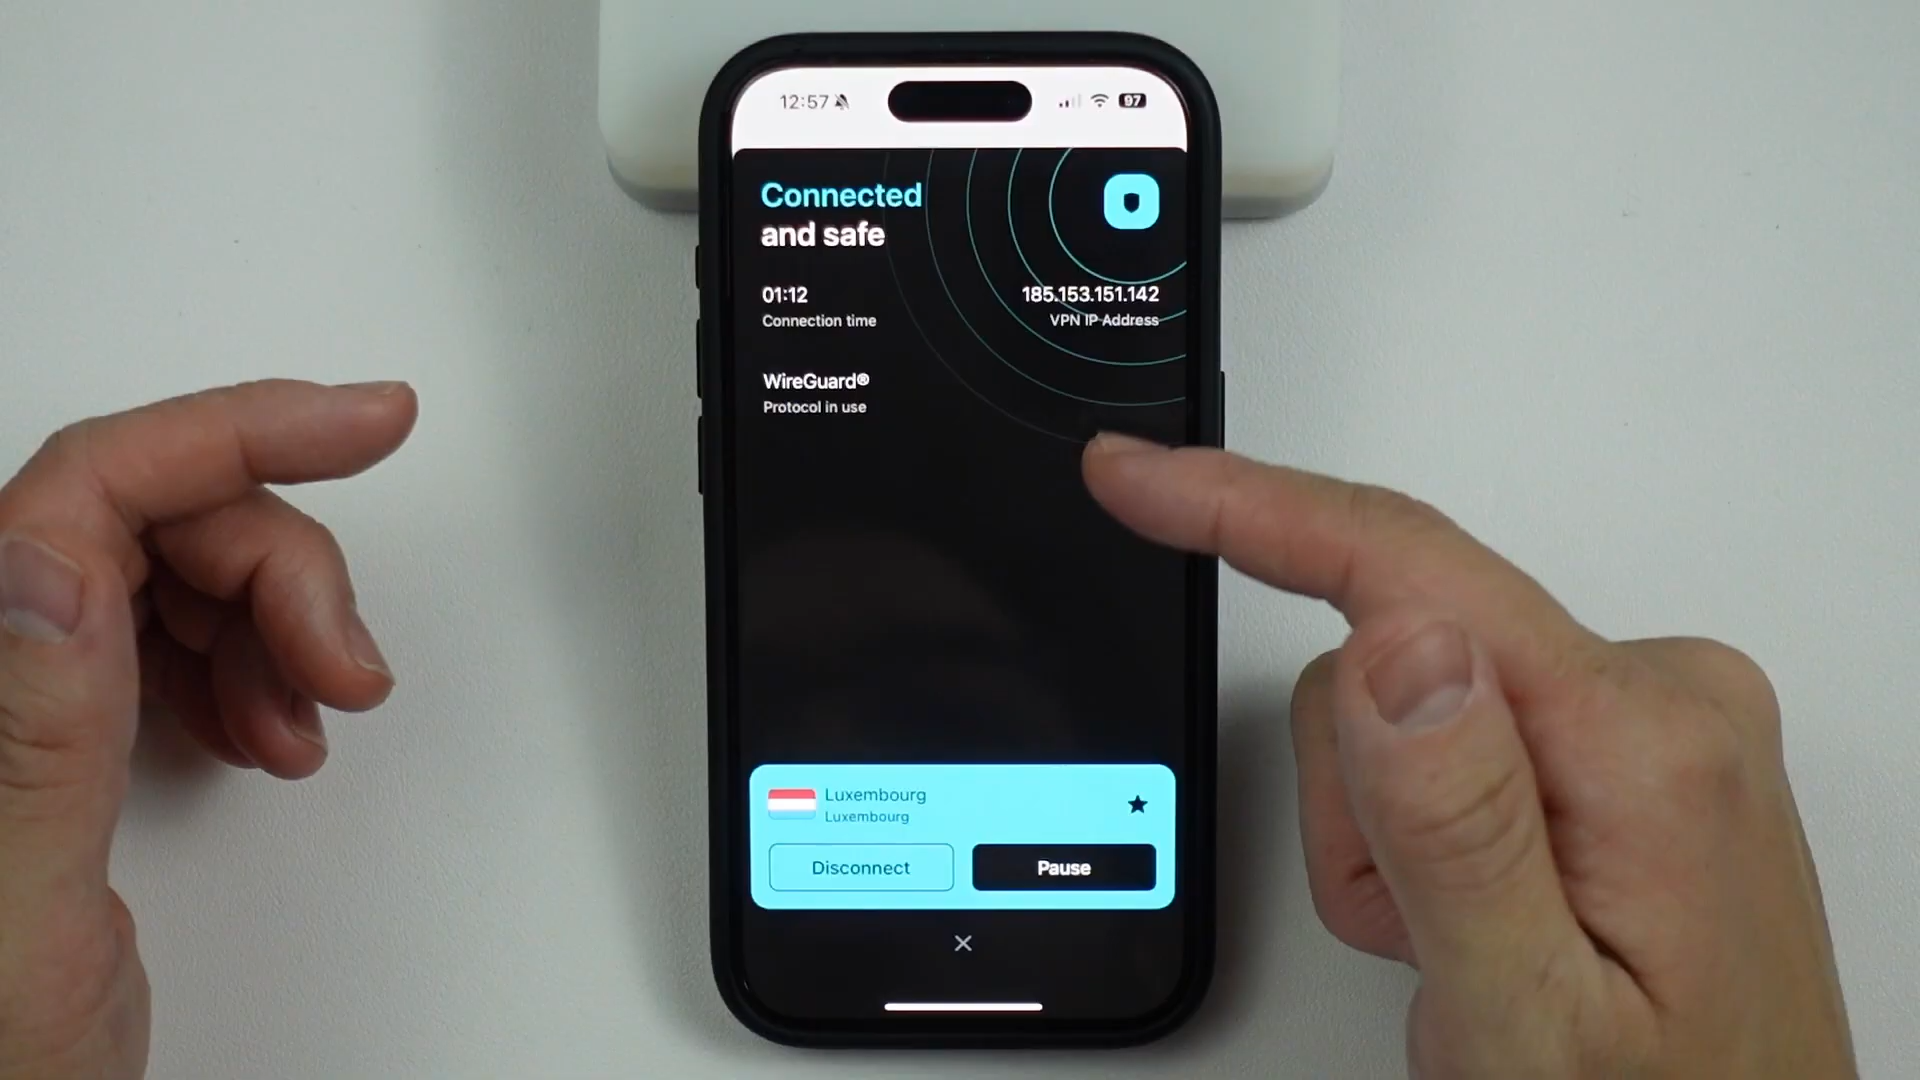 12:57
97
Connected
and safe
01:12
Connection time
185.153.151.142
VPN IP Address
WireGuard®
Protocol in use
Luxembourg
Luxembourg
Disconnect
Pause